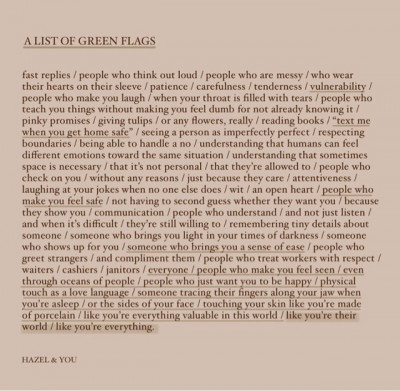 A LIST OF GREEN FLAGS
fast replies / people who think out loud / people who are messy / who wear
their hearts on their sleeve / patience / carefulness / tenderness / vulnerability /
people who make you laugh / when your throat is filled with tears / people who
teach you things without making you feel dumb for not already knowing it /
pinky promises / giving tulips / or any flowers, really / reading books / “text me
when you get home safe” / seeing a person as imperfectly perfect / respecting
boundaries / being able to handle a no / understanding that humans can feel
different emotions toward the same situation / understanding that sometimes
space is necessary / that it’s not personal / that they’re allowed to / people who
check on you / without any reasons / just because they care / attentiveness /
laughing at your jokes when no one else does / wit / an open heart / people who
make you feel safe / not having to second guess whether they want you / because
they show you / communication / people who understand / and not just listen /
and when it’s difficult / they’re still willing to / remembering tiny details about
someone / someone who brings you light in your times of darkness / someone
who shows up for you / someone who brings you a sense of ease / people who
greet strangers / and compliment them / people who treat workers with respect /
waiters / cashiers / janitors / everyone / people who make you feel seen / even
through oceans of people / people who just want you to be happy / physical
touch as a love language / someone tracing their fingers along your jaw when
you’re asleep / or the sides of your face / touching your skin like you’re made
of porcelain / like you’re everything valuable in this world / like you’re their
world / like you’re everything.
HAZEL & YOU